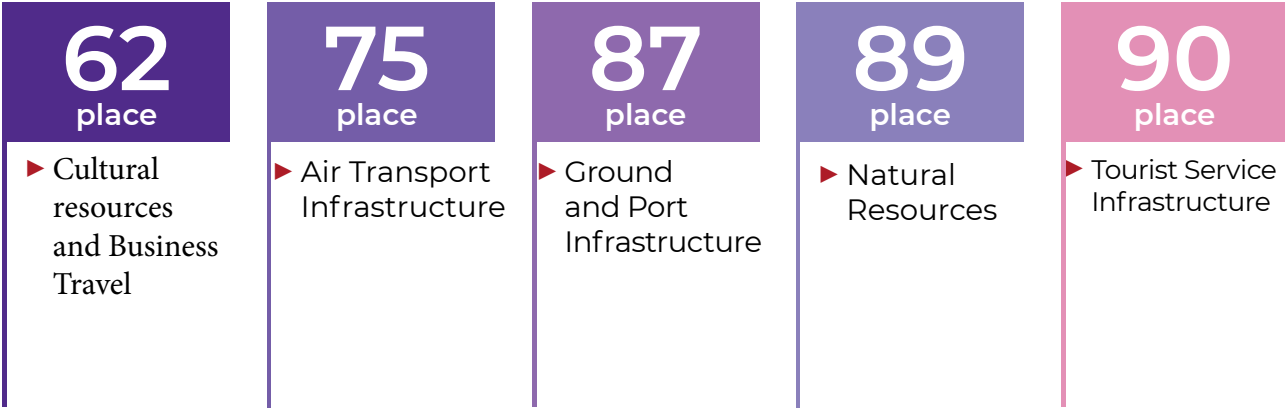 62
place
Cultural
resources
and Business
Travel
75
place
Air Transport
Infrastructure
87
place
Ground
and Port
Infrastructure
89
place
Natural
Resources
90
place
Tourist Service
Infrastructure